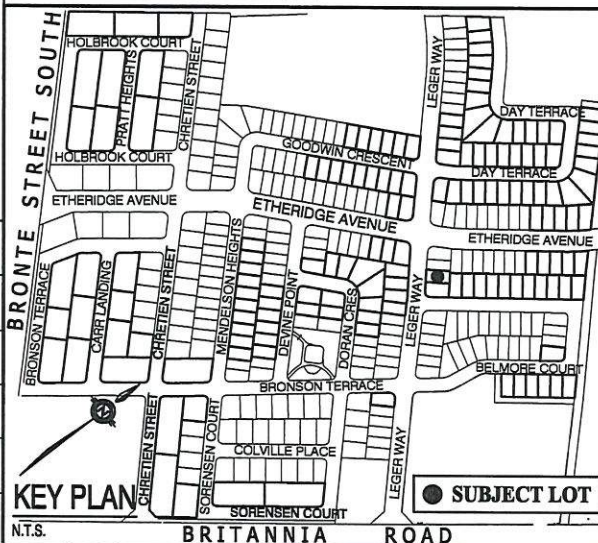 HOLBROOK COURT
PRATT HEIGHTS
CHRETIEN STREET
LEGER WAY
DAY TERRACE
BRONTE STREET SOUTH
GOODWIN CRESCENT
HOLBROOK COURT
DAY TERRACE
ETHERIDGE AVENUE
ETHERIDGE AVENUE
ETHERIDGE AVENUE
BRONSON TERRACE
CARR LANDING
CHRETIEN STREET
MENDELSON HEIGHTS
DEVINE POINT
DORAN CRES
LEGER WAY
BELMORE COURT
BRONSON TERRACE
N
CHRETIEN STREET
SORENSEN COURT
COLVILLE PLACE
LEGER WAY
KEY PLAN
SUBJECT LOT
SORENSEN COURT
N.T.S.
BRITANNIA ROAD